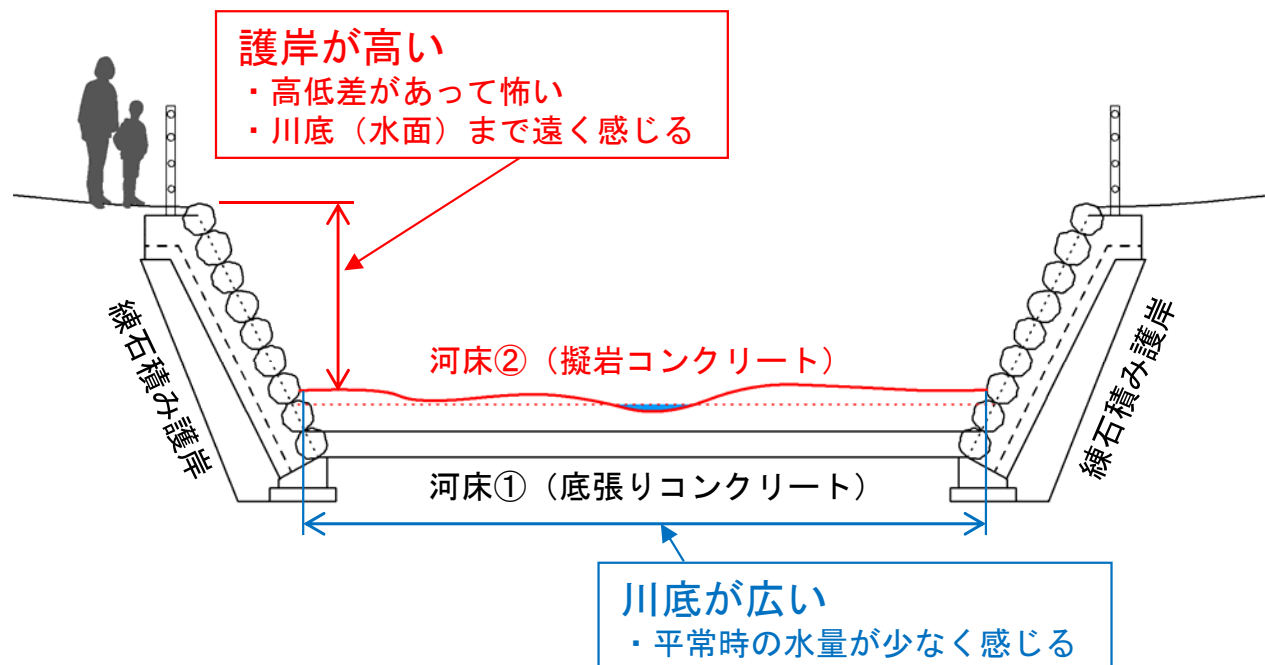 護岸が高い
・高低差があって怖い
・川底（水面）まで遠く感じる
練石積み護岸
河床②（擬岩コンクリート）
練石積み護岸
河床①（底張りコンクリート）
川底が広い
・平常時の水量が少なく感じる